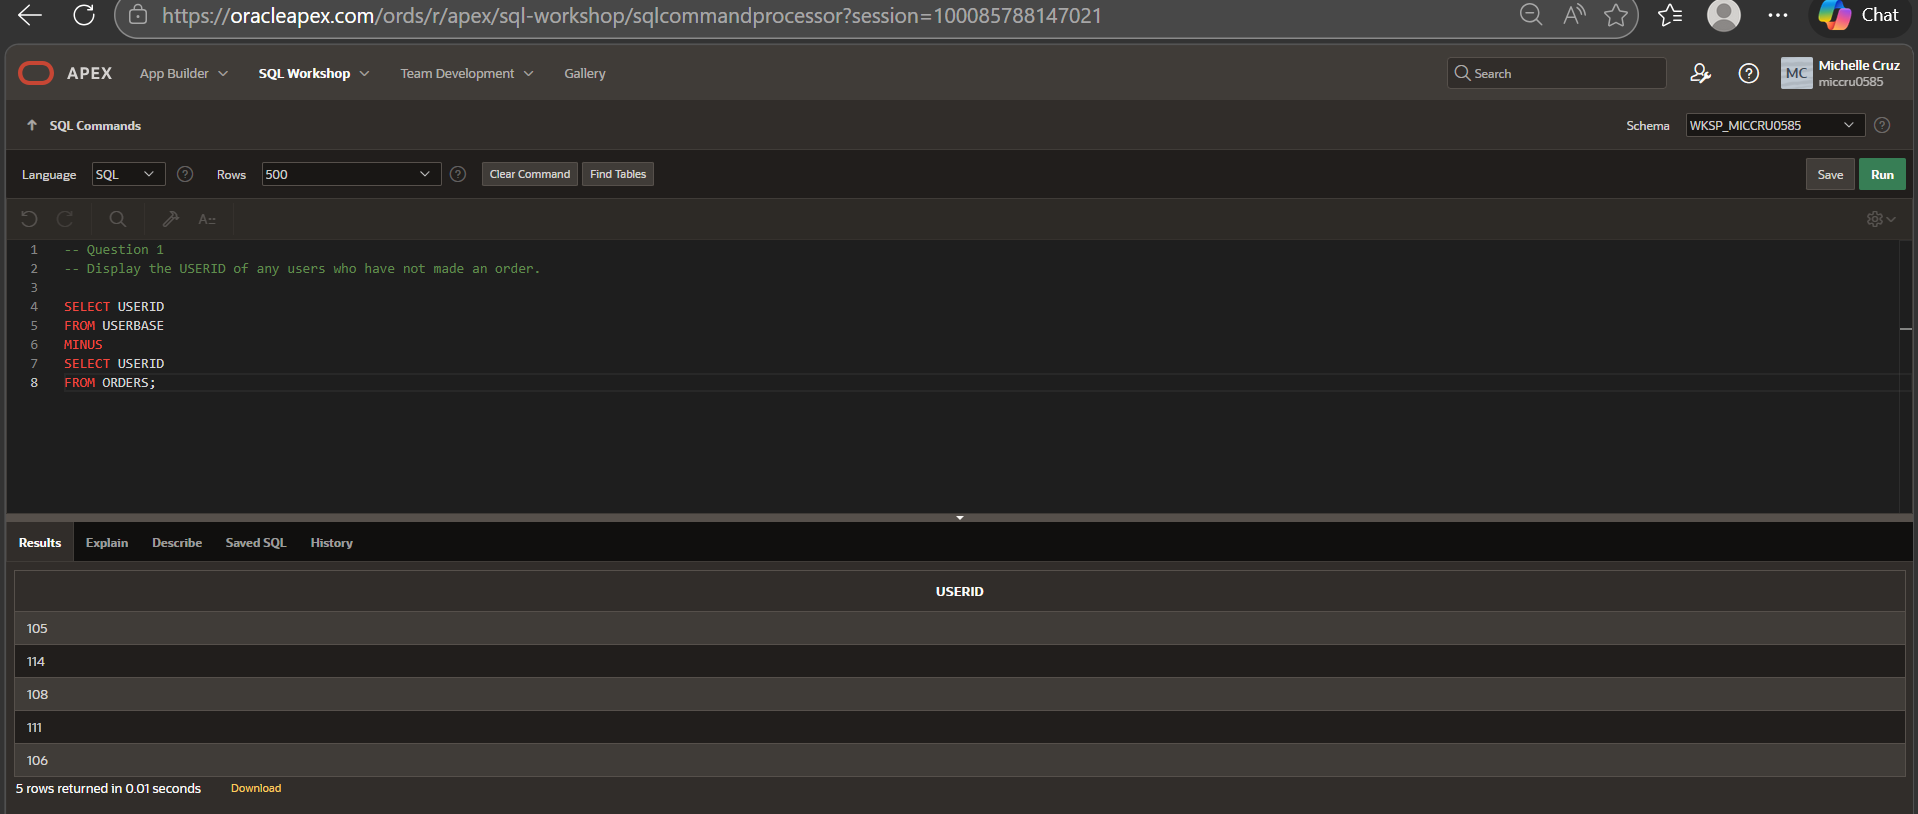 https://oracleapex.com/ords/r/apex/sql-workshop/sqlcommandprocessor?session=100085788147021
Chat
APEX App Builder SQL Workshop Team Development Gallery
Search
MC Michelle Cruz
miccru0585
SQL Commands
Schema WKSP_MICCRU0585
Language SQL Rows 500 Clear Command Find Tables
Save Run
1 -- Question 1
2 -- Display the USERID of any users who have not made an order.
3
4 SELECT USERID
5 FROM USERBASE
6 MINUS
7 SELECT USERID
8 FROM ORDERS;
Results Explain Describe Saved SQL History
USERID
105
114
108
111
106
5 rows returned in 0.01 seconds Download